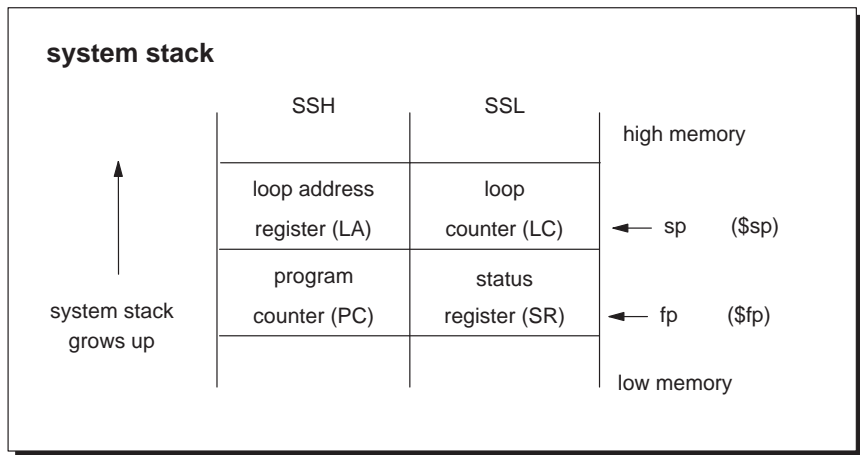 system stack
SSH SSL
high memory
loop address loop
register (LA) counter (LC) sp ($sp)
program status
counter (PC) register (SR) fp ($fp)
system stack
grows up
low memory